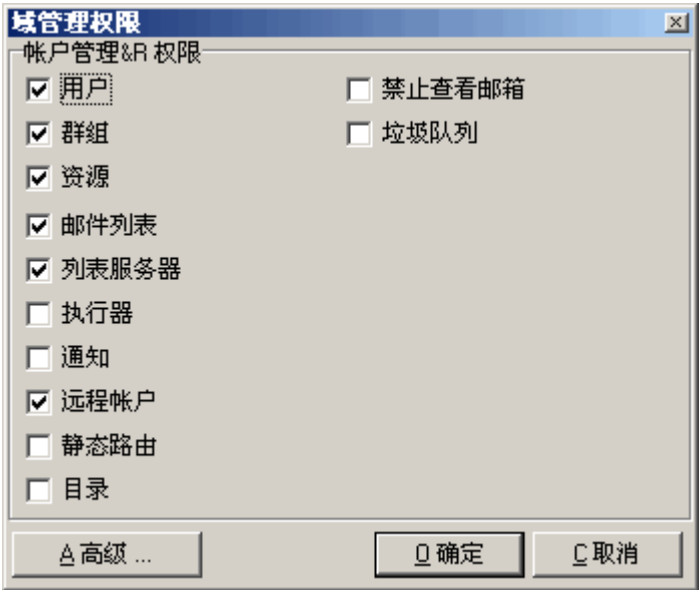 域管理权限
帐户管理&R 权限
用户
禁止查看邮箱
群组
垃圾队列
资源
邮件列表
列表服务器
执行器
通知
远程帐户
静态路由
目录
A 高级 ...
O 确定
C 取消